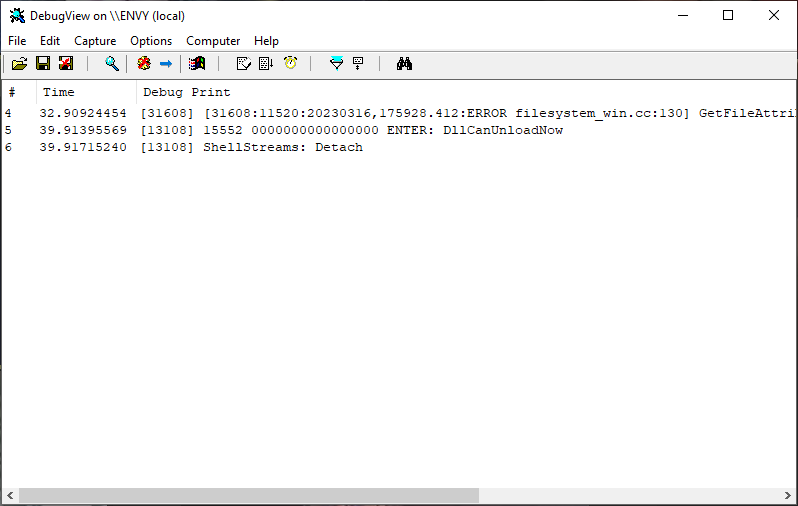 DebugView on \\ENVY (local)
File Edit Capture Options Computer Help
# Time Debug Print
4 32.90924454 [31608] [31608:11520:20230316,175928.412:ERROR filesystem_win.cc:130] GetFileAttri
5 39.91395569 [13108] 15552 0000000000000000 ENTER: DllCanUnloadNow
6 39.91715240 [13108] ShellStreams: Detach